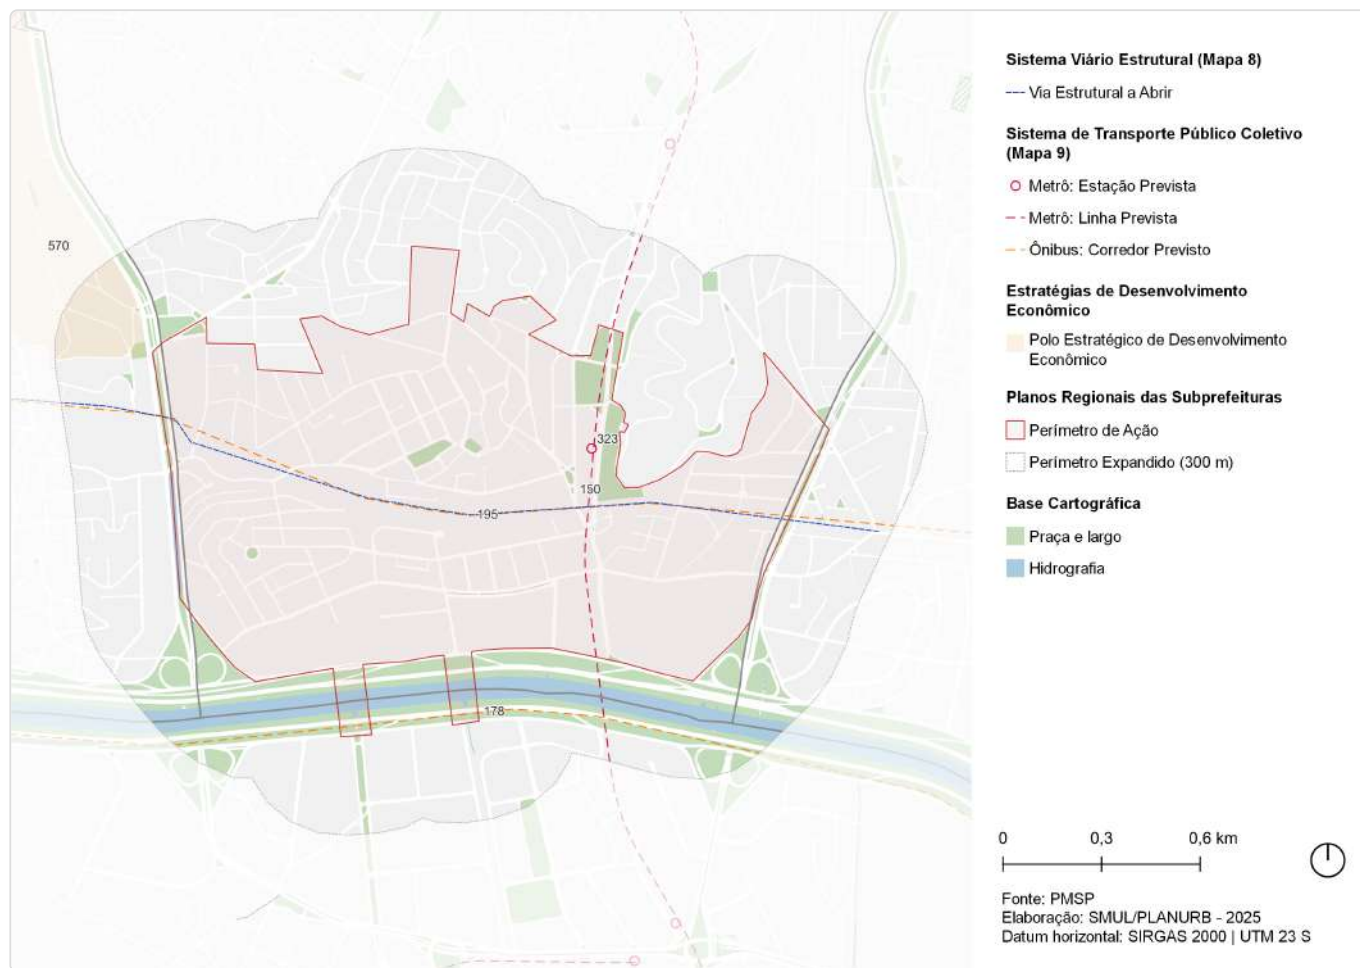 570
323
150
195
178
Sistema Viário Estrutural (Mapa 8)
Via Estrutural a Abrir
Sistema de Transporte Público Coletivo
(Mapa 9)
Metrô: Estação Prevista
Metrô: Linha Prevista
Ônibus: Corredor Previsto
Estratégias de Desenvolvimento
Econômico
Polo Estratégico de Desenvolvimento
Econômico
Planos Regionais das Subprefeituras
Perímetro de Ação
Perímetro Expandido (300 m)
Base Cartográfica
Praça e largo
Hidrografia
0 0,3 0,6 km
Fonte: PMSP
Elaboração: SMUL/PLANURB - 2025
Datum horizontal: SIRGAS 2000 | UTM 23 S